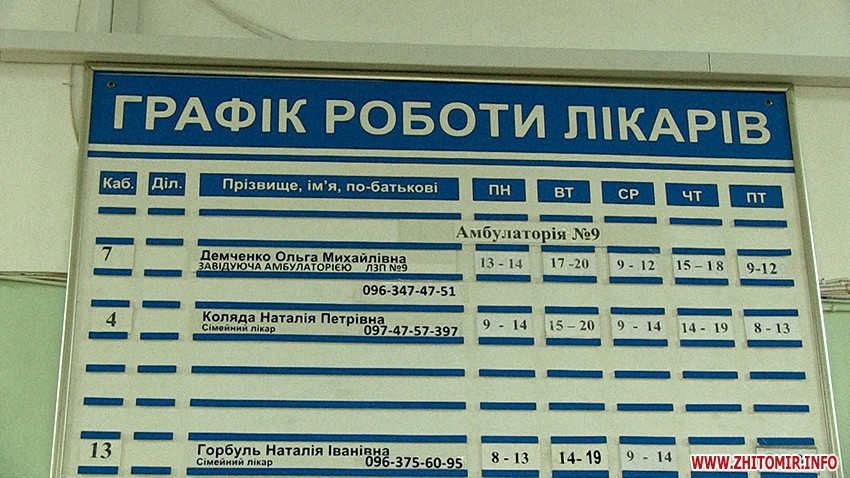 ГРАФІК РОБОТИ ЛІКАРІВ
Каб. Діл. Прізвище, ім'я, по-батькові ПН ВТ СР ЧТ ПТ
Амбулаторія №9
7 Демченко Ольга Михайлівна 13 - 14 17 -20 9 - 12 15 – 18 9-12
ЗАВІДУЮЧА АМБУЛАТОРІЄЮ ЛЗП №9
096-347-47-51
4 Коляда Наталія Петрівна 9 - 14 15 – 20 9 - 14 14 - 19 8 - 13
Сімейний лікар 097-47-57-397
13 Горбуль Наталія Іванівна 8 - 13 14 -19 9 - 14
Сімейний лікар 096-375-60-95
WWW.ZHITOMIR.INFO